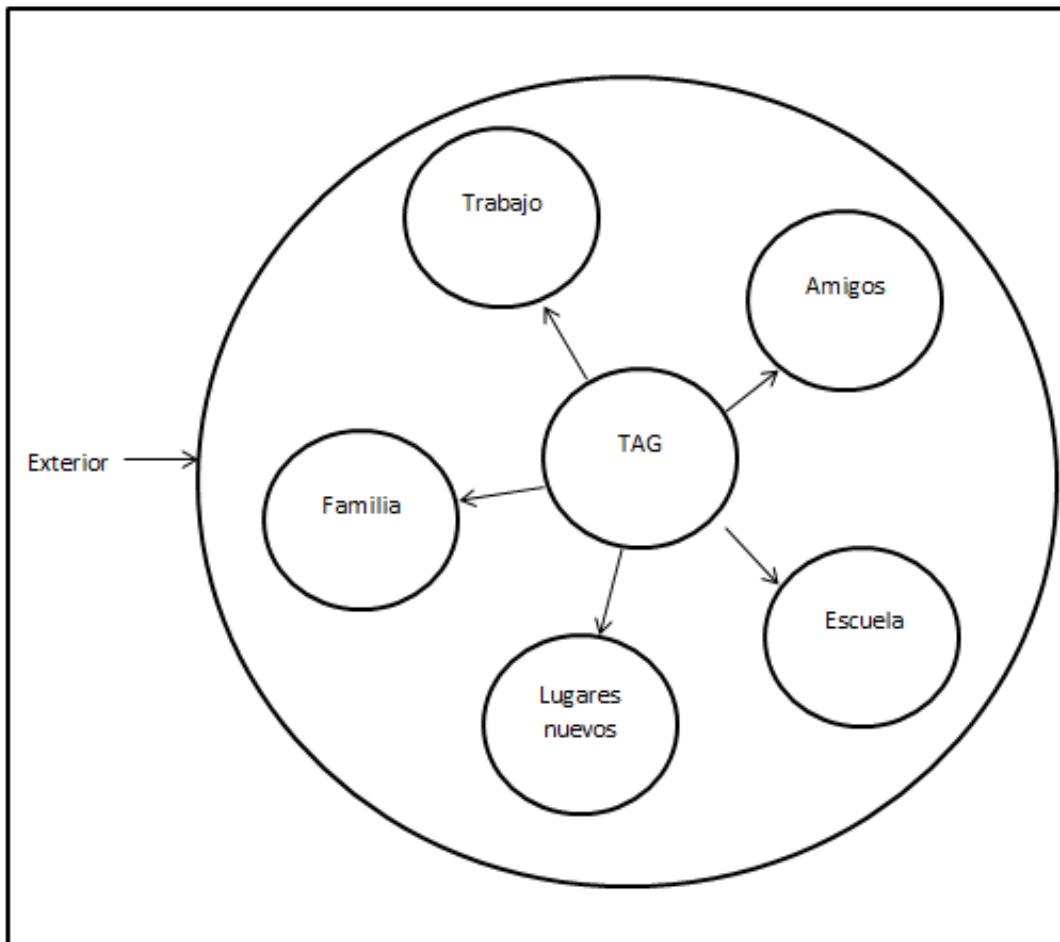 Trabajo
Amigos
TAG
Exterior
Familia
Escuela
Lugares
nuevos